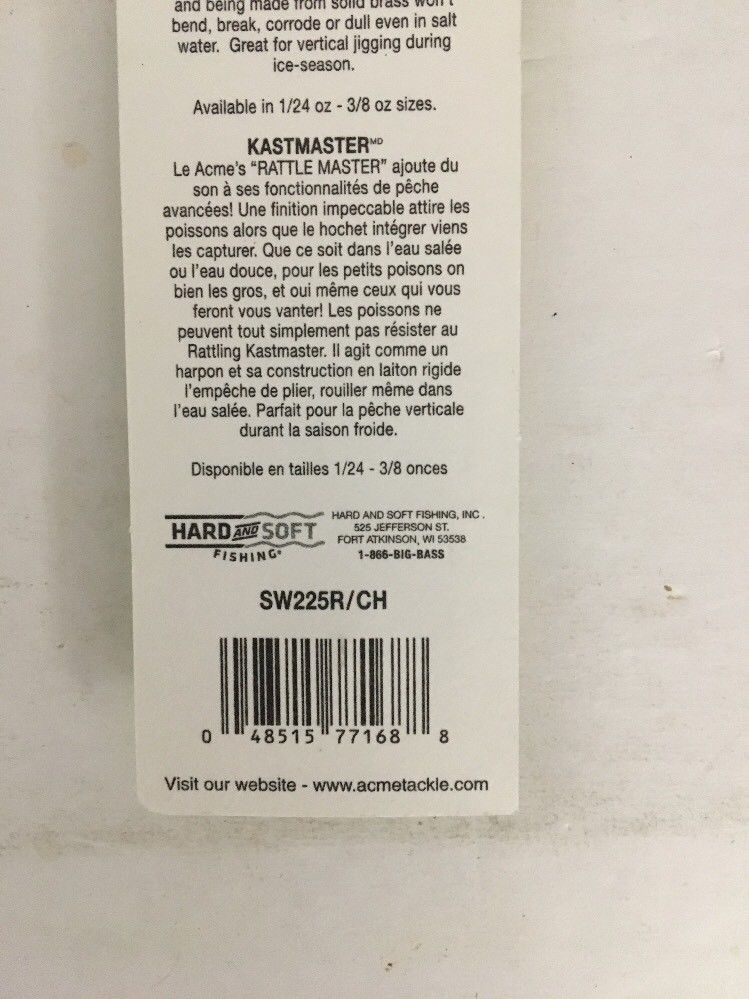 and being made from solid brass won't
bend, break, corrode or dull even in salt
water. Great for vertical jigging during
ice-season.
Available in 1/24 oz - 3/8 oz sizes.
KASTMASTER MD
Le Acme's "RATTLE MASTER" ajoute du
son à ses fonctionnalités de pêche
avancées! Une finition impeccable attire les
poissons alors que le hochet intégrer viens
les capturer. Que ce soit dans l'eau salée
ou l'eau douce, pour les petits poisons on
bien les gros, et oui même ceux qui vous
feront vous vanter! Les poissons ne
peuvent tout simplement pas résister au
Rattling Kastmaster. Il agit comme un
harpon et sa construction en laiton rigide
l'empêche de plier, rouiller même dans
l'eau salée. Parfait pour la pêche verticale
durant la saison froide.
Disponible en tailles 1/24 - 3/8 onces
HARD AND SOFT
FISHING
HARD AND SOFT FISHING, INC.
525 JEFFERSON ST.
FORT ATKINSON, WI 53538
1-866-BIG-BASS
SW225R/CH
0 48515 77168 8
Visit our website - www.acmetackle.com